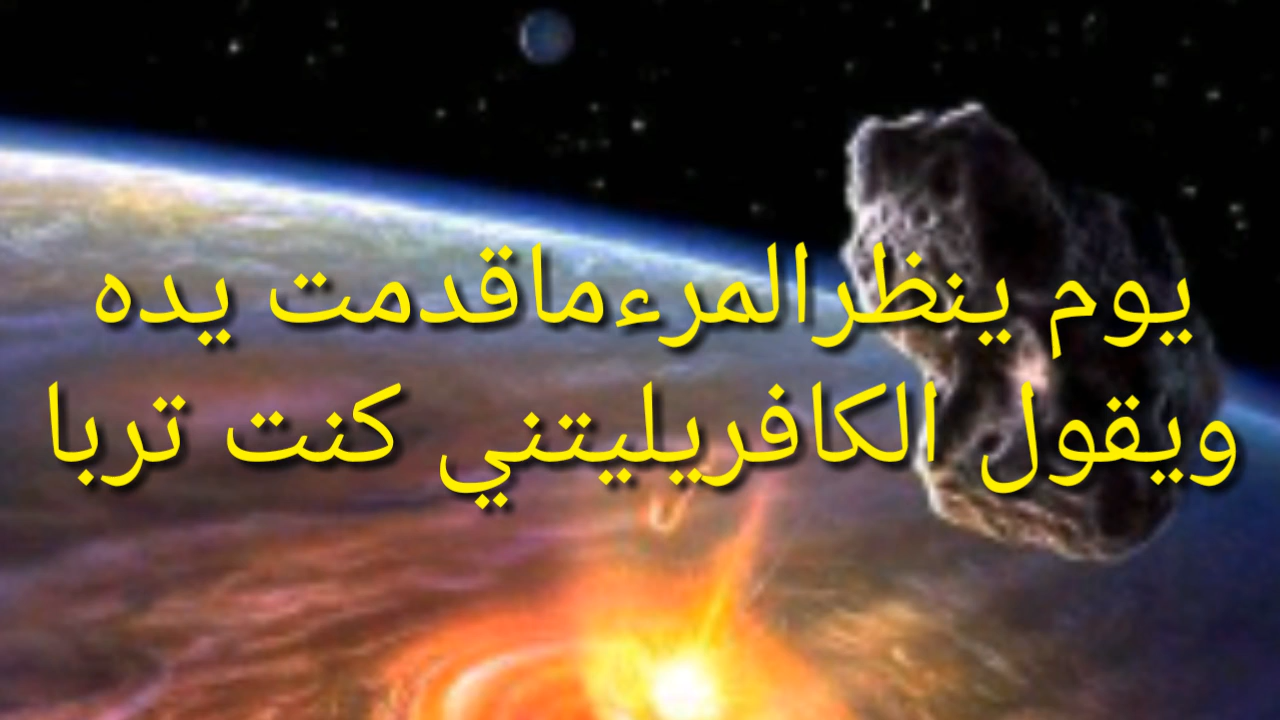 يوم ينظرالمرءماقدمت يده
ويقول الكافريليتني كنت تربا